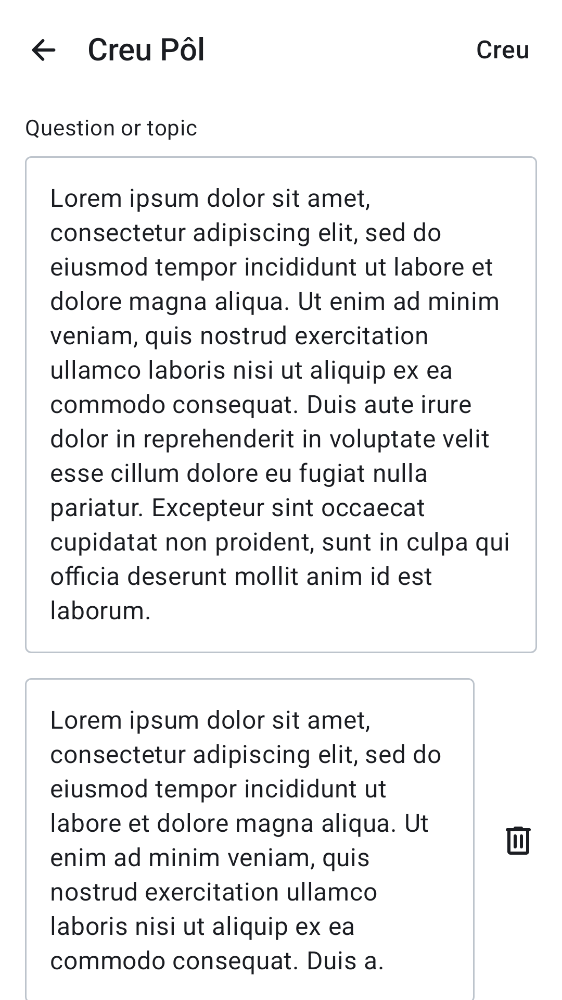 Creu Pôl
Creu
Question or topic
Lorem ipsum dolor sit amet,
consectetur adipiscing elit, sed do
eiusmod tempor incididunt ut labore et
dolore magna aliqua. Ut enim ad minim
veniam, quis nostrud exercitation
ullamco laboris nisi ut aliquip ex ea
commodo consequat. Duis aute irure
dolor in reprehenderit in voluptate velit
esse cillum dolore eu fugiat nulla
pariatur. Excepteur sint occaecat
cupidatat non proident, sunt in culpa qui
officia deserunt mollit anim id est
laborum.
Lorem ipsum dolor sit amet,
consectetur adipiscing elit, sed do
eiusmod tempor incididunt ut
labore et dolore magna aliqua. Ut
enim ad minim veniam, quis
nostrud exercitation ullamco
laboris nisi ut aliquip ex ea
commodo consequat. Duis a.